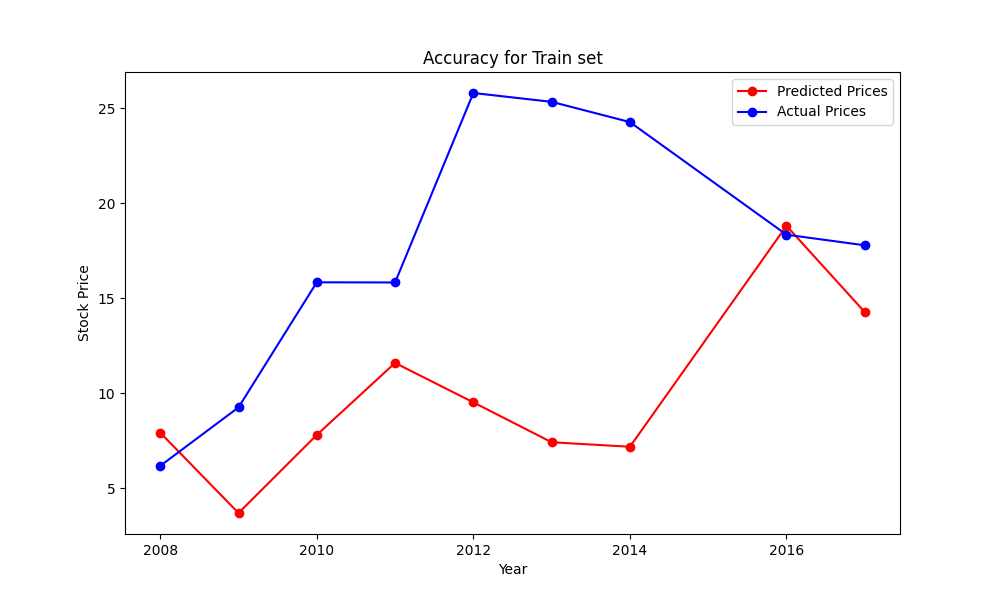 Accuracy for Train set
Predicted Prices
Actual Prices
25
20
15
10
5
Stock Price
2008
2010
2012
2014
2016
Year